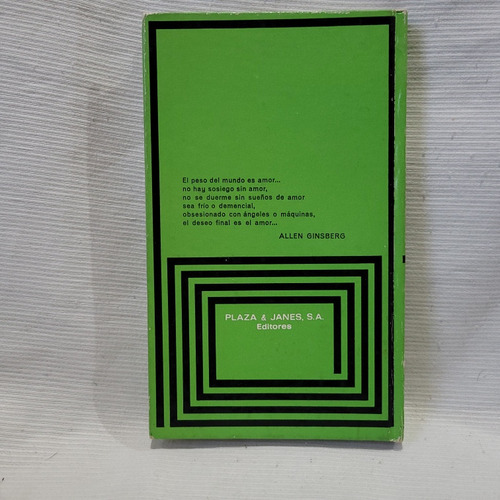 El peso del mundo es amor...
no hay sosiego sin amor,
no se duerme sin sueños de amor
sea frío o demencial,
obsesionado con ángeles o máquinas,
el deseo final es el amor...
ALLEN GINSBERG
PLAZA & JANES, S.A.
Editores